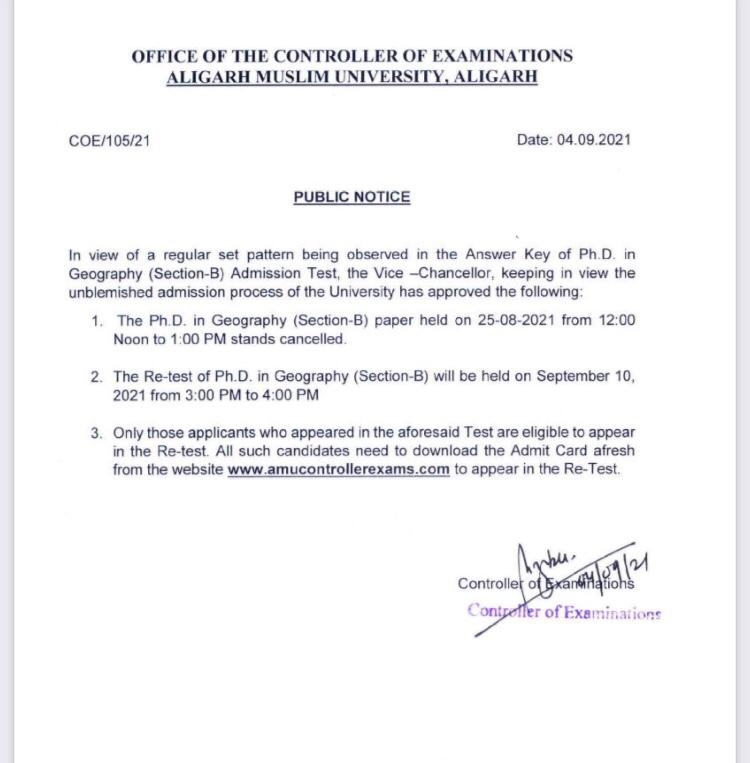 OFFICE OF THE CONTROLLER OF EXAMINATIONS
ALIGARH MUSLIM UNIVERSITY, ALIGARH
COE/105/21
Date: 04.09.2021
PUBLIC NOTICE
In view of a regular set pattern being observed in the Answer Key of Ph.D. in
Geography (Section-B) Admission Test, the Vice –Chancellor, keeping in view the
unblemished admission process of the University has approved the following:
1. The Ph.D. in Geography (Section-B) paper held on 25-08-2021 from 12:00
Noon to 1:00 PM stands cancelled.
2. The Re-test of Ph.D. in Geography (Section-B) will be held on September 10,
2021 from 3:00 PM to 4:00 PM
3. Only those applicants who appeared in the aforesaid Test are eligible to appear
in the Re-test. All such candidates need to download the Admit Card afresh
from the website www.amucontrollerexams.com to appear in the Re-Test.
04/09/21
Controller of Examinations
Controller of Examinations